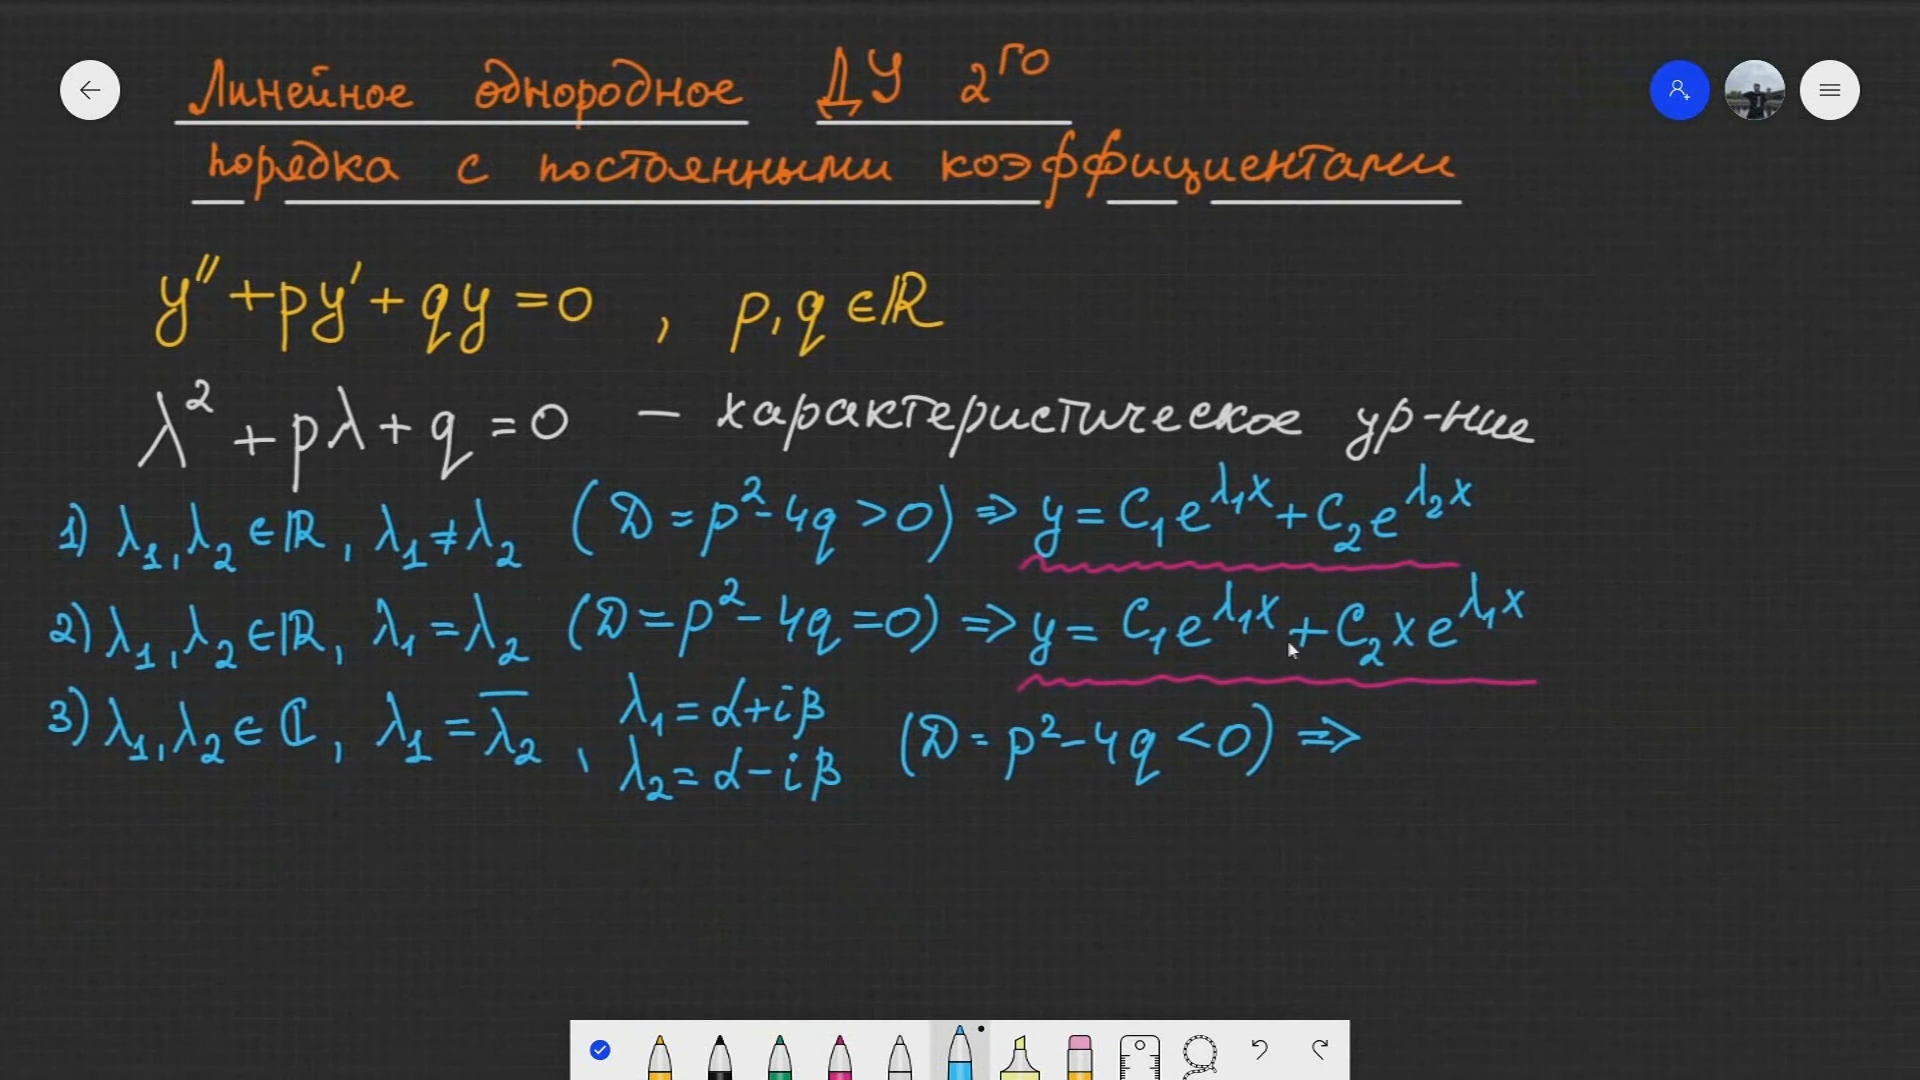 Линейное однородное ДУ 2го
порядка с постоянными коэффициентами
y'' + py' + qy = 0 , p, q ∈ ℝ
λ² + pλ + q = 0 — характеристическое ур-ние
1) λ₁, λ₂ ∈ ℝ, λ₁ ≠ λ₂ (D = p² - 4q > 0) ⇒ y = C₁e^{λ₁x} + C₂e^{λ₂x}
2) λ₁, λ₂ ∈ ℝ, λ₁ = λ₂ (D = p² - 4q = 0) ⇒ y = C₁e^{λ₁x} + C₂xe^{λ₁x}
3) λ₁, λ₂ ∈ ℂ, λ₁ = \overline{λ₂}, λ₁ = α + iβ (D = p² - 4q < 0) ⇒
λ₂ = α - iβ